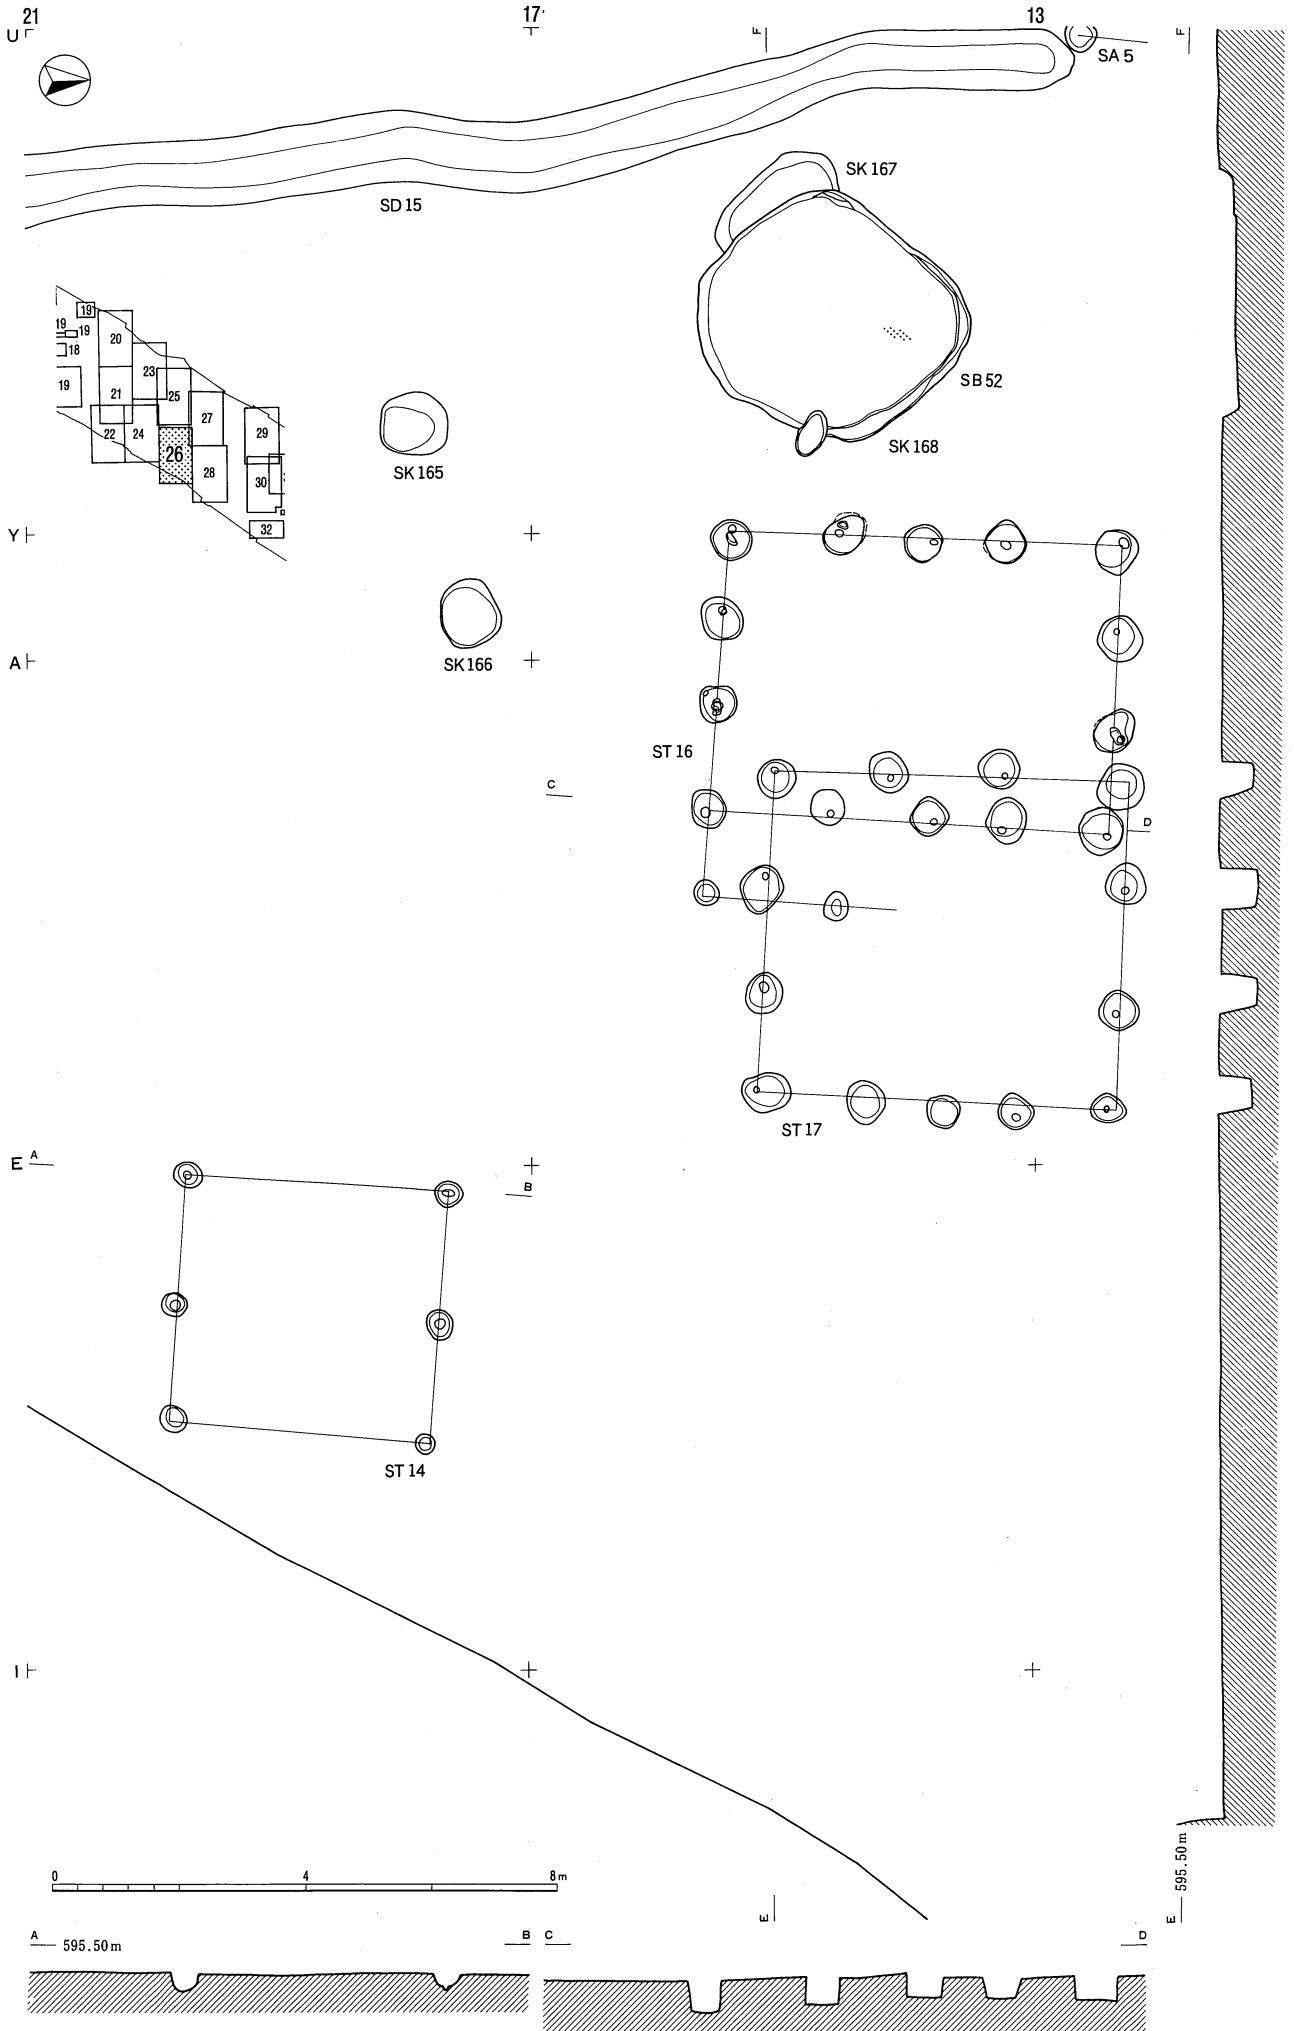 21 17 13
U F F
SA 5
SK 167
SD 15
19
19 19 20
18 23
19 21 25
27
22 24 29
26 28 30
32
SB 52
SK 165 SK 168
Y
A SK 166
ST 16
C
D
ST 17
E A
B
ST 14
I
0 4 8 m
E E 595.50 m
A 595.50 m B C D